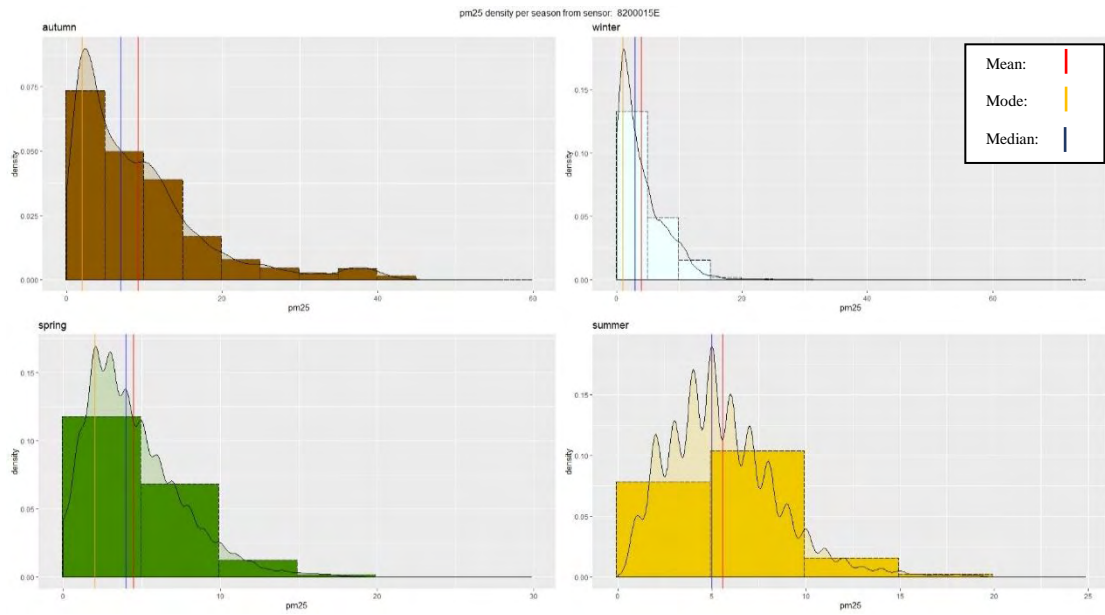 pm25 density per season from sensor: 8200015E
autumn
0.075
0.050
0.025
0.000
density
0 20 40 60
pm25
winter
0.15
0.10
0.05
0.00
density
0 20 40 60
pm25
Mean:
Mode:
Median:
spring
0.15
0.10
0.05
0.00
density
0 10 20 30
pm25
summer
0.15
0.10
0.05
0.00
density
0 5 10 15 20 25
pm25